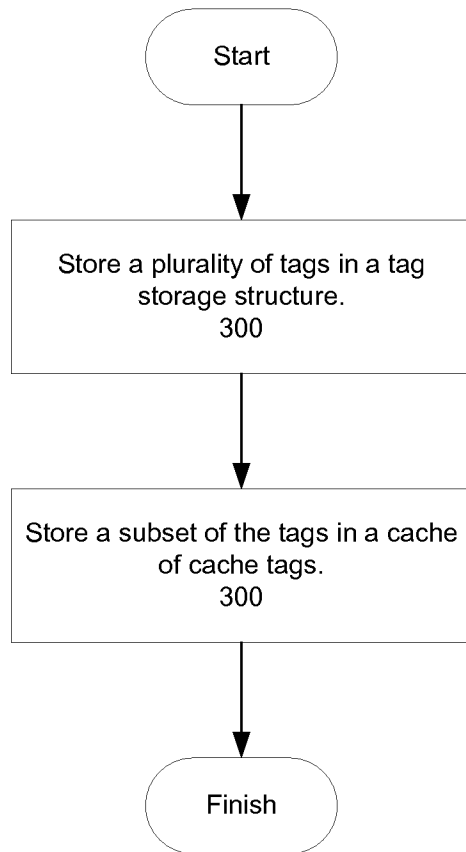 Start
Store a plurality of tags in a tag
storage structure.
300
Store a subset of the tags in a cache
of cache tags.
300
Finish